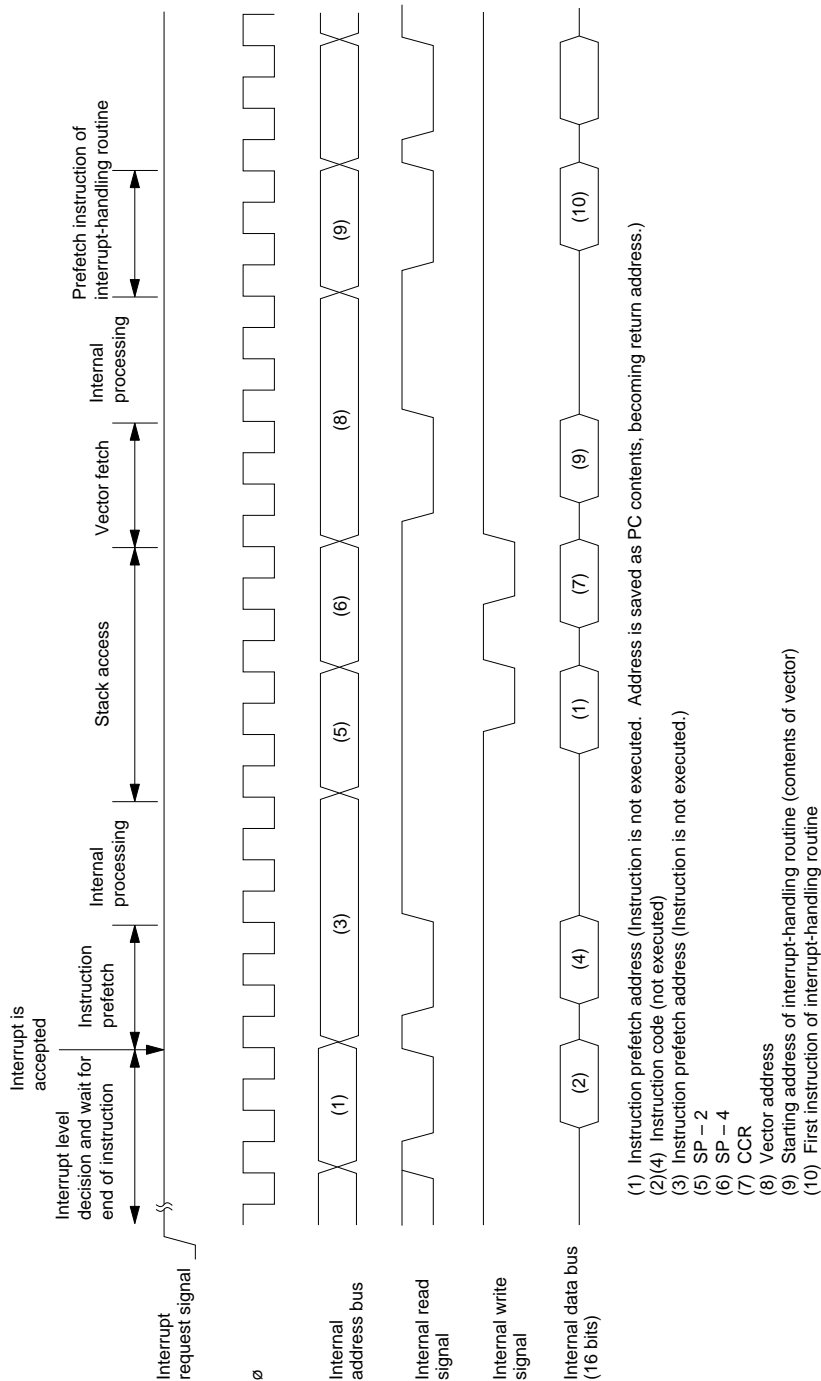 Interrupt is
accepted
Interrupt level
decision and wait for
end of instruction
Instruction
prefetch
Internal
processing
Stack access
Vector fetch
Internal
processing
Prefetch instruction of
interrupt-handling routine
Interrupt
request signal
ø
Internal
address bus
(1)
(3)
(5)
(6)
(8)
(9)
Internal read
signal
Internal write
signal
Internal data bus
(16 bits)
(2)
(4)
(1)
(7)
(9)
(10)
(1) Instruction prefetch address (Instruction is not executed. Address is saved as PC contents, becoming return address.)
(2)(4) Instruction code (not executed)
(3) Instruction prefetch address (Instruction is not executed.)
(5) SP – 2
(6) SP – 4
(7) CCR
(8) Vector address
(9) Starting address of interrupt-handling routine (contents of vector)
(10) First instruction of interrupt-handling routine